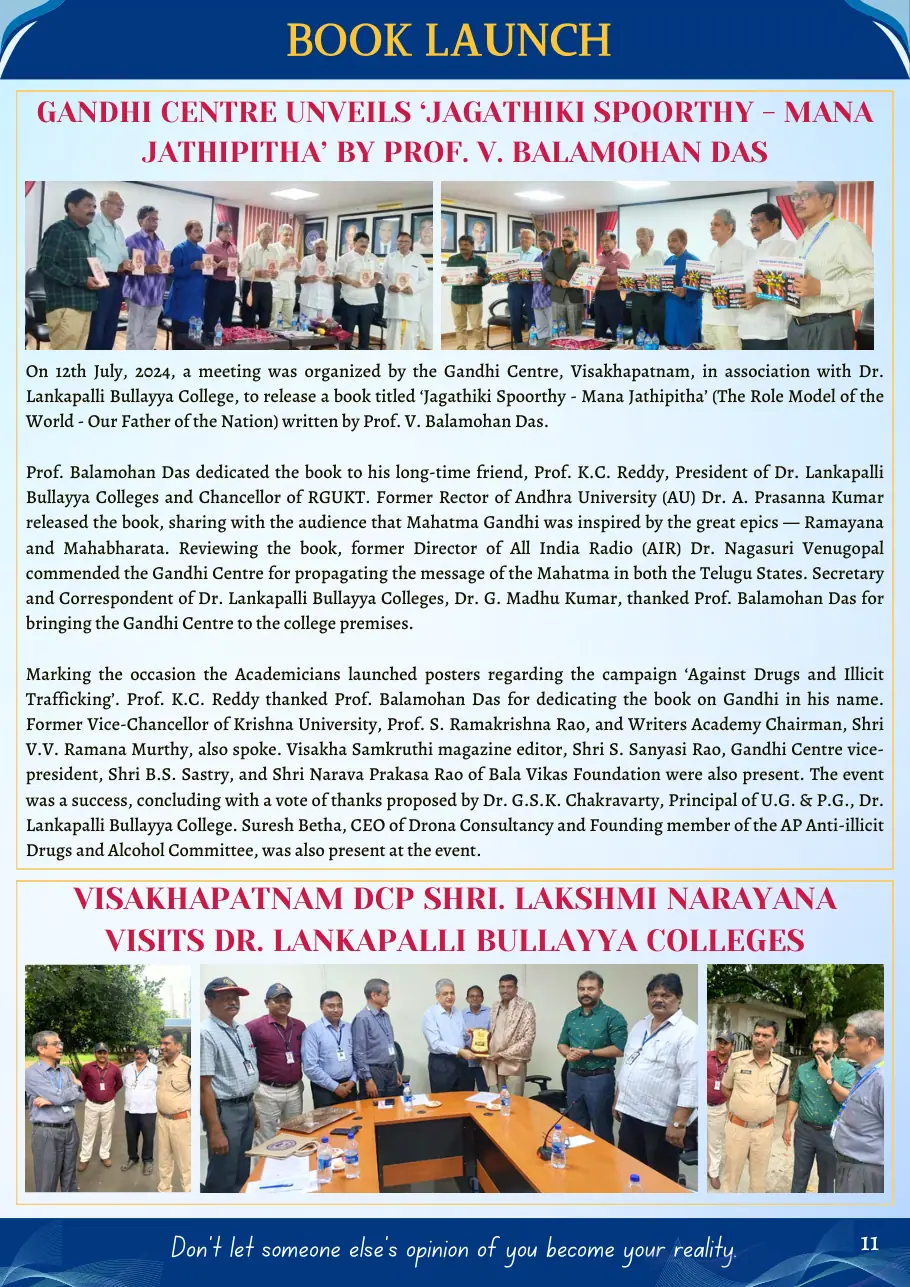 BOOK LAUNCH
GANDHI CENTRE UNVEILS ‘JAGATHIKI SPOORTHY – MANA
JATHIPITHA’ BY PROF. V. BALAMOHAN DAS
On 12th July, 2024, a meeting was organized by the Gandhi Centre, Visakhapatnam, in association with Dr.
Lankapalli Bullayya College, to release a book titled ‘Jagathiki Spoorthy - Mana Jathipitha’ (The Role Model of the
World - Our Father of the Nation) written by Prof. V. Balamohan Das.
Prof. Balamohan Das dedicated the book to his long-time friend, Prof. K.C. Reddy, President of Dr. Lankapalli
Bullayya Colleges and Chancellor of RGUKT. Former Rector of Andhra University (AU) Dr. A. Prasanna Kumar
released the book, sharing with the audience that Mahatma Gandhi was inspired by the great epics — Ramayana
and Mahabharata. Reviewing the book, former Director of All India Radio (AIR) Dr. Nagasuri Venugopal
commended the Gandhi Centre for propagating the message of the Mahatma in both the Telugu States. Secretary
and Correspondent of Dr. Lankapalli Bullayya Colleges, Dr. G. Madhu Kumar, thanked Prof. Balamohan Das for
bringing the Gandhi Centre to the college premises.
Marking the occasion the Academicians launched posters regarding the campaign ‘Against Drugs and Illicit
Trafficking’. Prof. K.C. Reddy thanked Prof. Balamohan Das for dedicating the book on Gandhi in his name.
Former Vice-Chancellor of Krishna University, Prof. S. Ramakrishna Rao, and Writers Academy Chairman, Shri
V.V. Ramana Murthy, also spoke. Visakha Samkruthi magazine editor, Shri S. Sanyasi Rao, Gandhi Centre vice-
president, Shri B.S. Sastry, and Shri Narava Prakasa Rao of Bala Vikas Foundation were also present. The event
was a success, concluding with a vote of thanks proposed by Dr. G.S.K. Chakravarty, Principal of U.G. & P.G., Dr.
Lankapalli Bullayya College. Suresh Betha, CEO of Drona Consultancy and Founding member of the AP Anti-illicit
Drugs and Alcohol Committee, was also present at the event.
VISAKHAPATNAM DCP SHRI. LAKSHMI NARAYANA
VISITS DR. LANKAPALLI BULLAYYA COLLEGES
Don't let someone else's opinion of you become your reality.
11